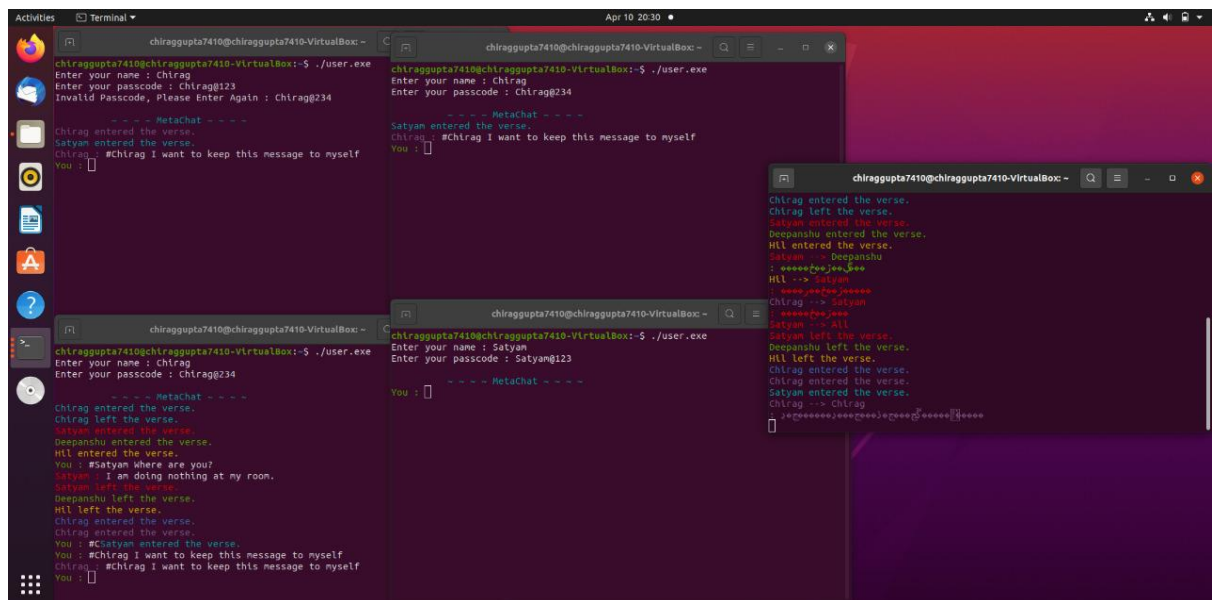 Activities Terminal Apr 10 20:30
chiraggupta7410@chiraggupta7410-VirtualBox: ~
chiraggupta7410@chiraggupta7410-VirtualBox:~$ ./user.exe
Enter your name : Chirag
Enter your passcode : Chirag@123
Invalid Passcode, Please Enter Again : Chirag@234
~ ~ ~ ~ MetaChat ~ ~ ~ ~
Chirag entered the verse.
Satyam entered the verse.
Chirag : #Chirag I want to keep this message to myself
You :
chiraggupta7410@chiraggupta7410-VirtualBox: ~
chiraggupta7410@chiraggupta7410-VirtualBox:~$ ./user.exe
Enter your name : Chirag
Enter your passcode : Chirag@234
~ ~ ~ ~ MetaChat ~ ~ ~ ~
Satyam entered the verse.
Chirag : #Chirag I want to keep this message to myself
You :
chiraggupta7410@chiraggupta7410-VirtualBox: ~
Chirag entered the verse.
Chirag left the verse.
Satyam entered the verse.
Deepanshu entered the verse.
Hil entered the verse.
Satyam --> Deepanshu
:
Hil --> Satyam
:
Chirag --> Satyam
:
Satyam --> All
Satyam left the verse.
Deepanshu left the verse.
Hil left the verse.
Chirag entered the verse.
Chirag entered the verse.
Satyam entered the verse.
Chirag --> Chirag
:
chiraggupta7410@chiraggupta7410-VirtualBox: ~
chiraggupta7410@chiraggupta7410-VirtualBox:~$ ./user.exe
Enter your name : Chirag
Enter your passcode : Chirag@234
~ ~ ~ ~ MetaChat ~ ~ ~ ~
Chirag entered the verse.
Chirag left the verse.
Satyam entered the verse.
Deepanshu entered the verse.
Hil entered the verse.
You : #Satyam Where are you?
Satyam : I am doing nothing at my room.
Satyam left the verse.
Deepanshu left the verse.
Hil left the verse.
Chirag entered the verse.
Chirag entered the verse.
You : #CSatyam entered the verse.
You : #Chirag I want to keep this message to myself
Chirag : #Chirag I want to keep this message to myself
You :
chiraggupta7410@chiraggupta7410-VirtualBox: ~
chiraggupta7410@chiraggupta7410-VirtualBox:~$ ./user.exe
Enter your name : Satyam
Enter your passcode : Satyam@123
~ ~ ~ ~ MetaChat ~ ~ ~ ~
You :